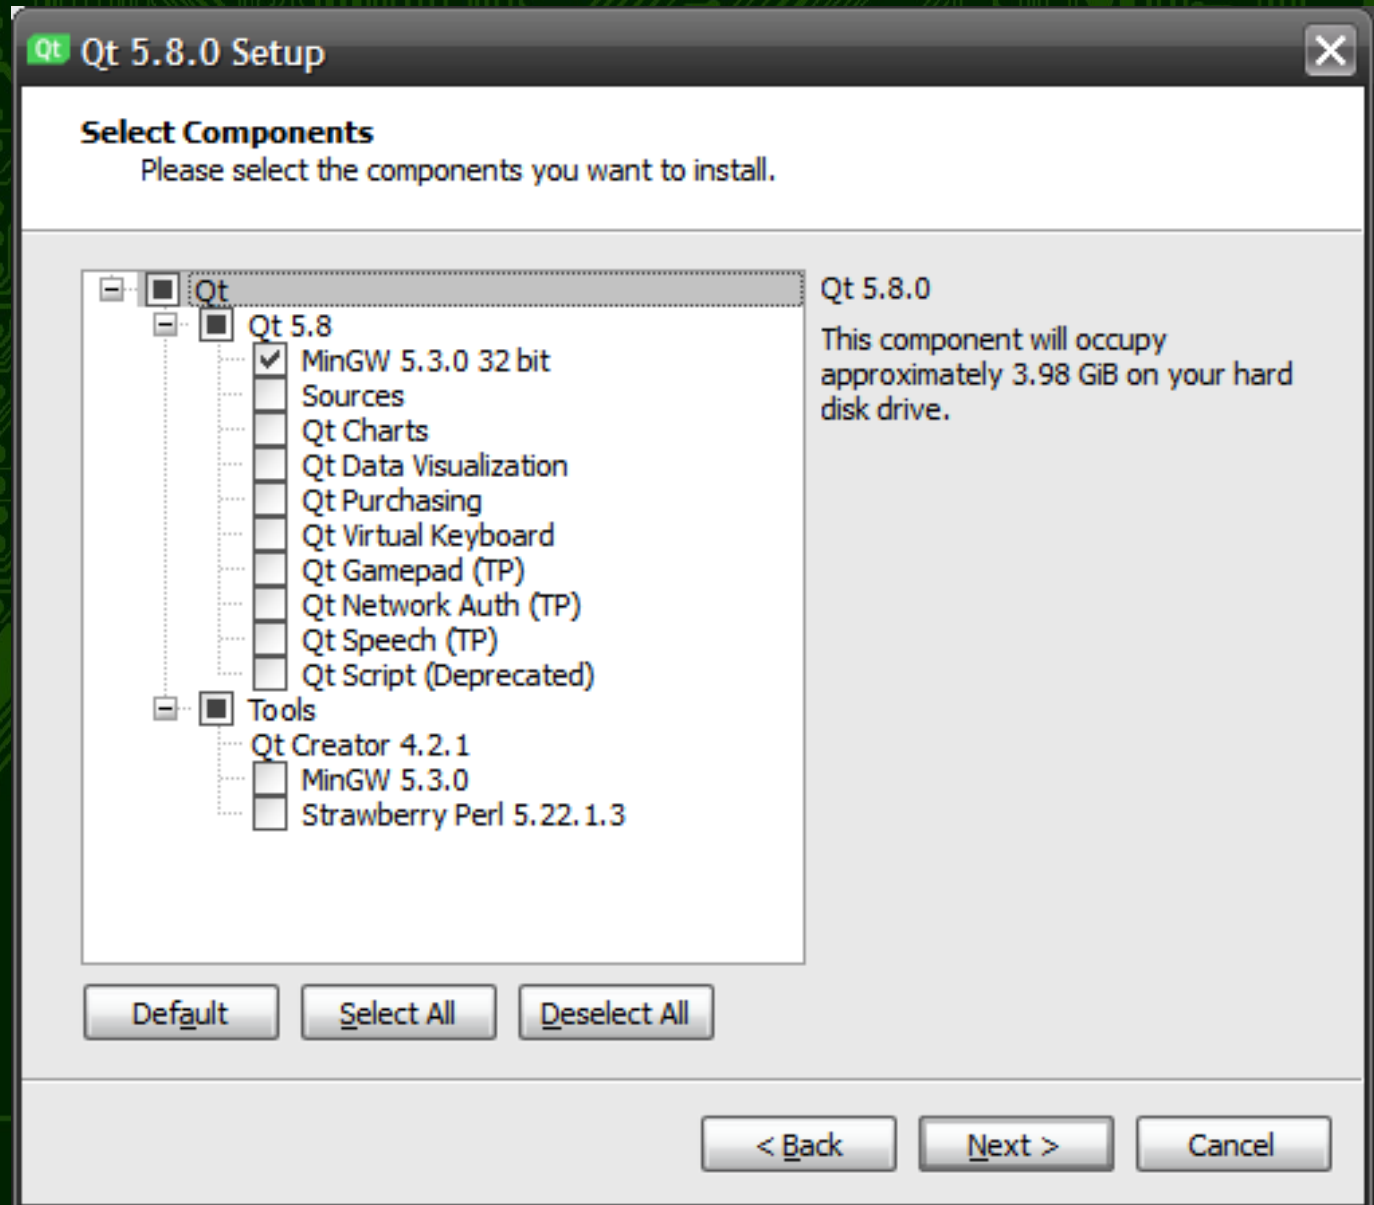 Qt Qt 5.8.0 Setup
Select Components
Please select the components you want to install.
Qt
Qt 5.8
MinGW 5.3.0 32 bit
Sources
Qt Charts
Qt Data Visualization
Qt Purchasing
Qt Virtual Keyboard
Qt Gamepad (TP)
Qt Network Auth (TP)
Qt Speech (TP)
Qt Script (Deprecated)
Tools
Qt Creator 4.2.1
MinGW 5.3.0
Strawberry Perl 5.22.1.3
Qt 5.8.0
This component will occupy
approximately 3.98 GiB on your hard
disk drive.
Default Select All Deselect All
< Back Next > Cancel